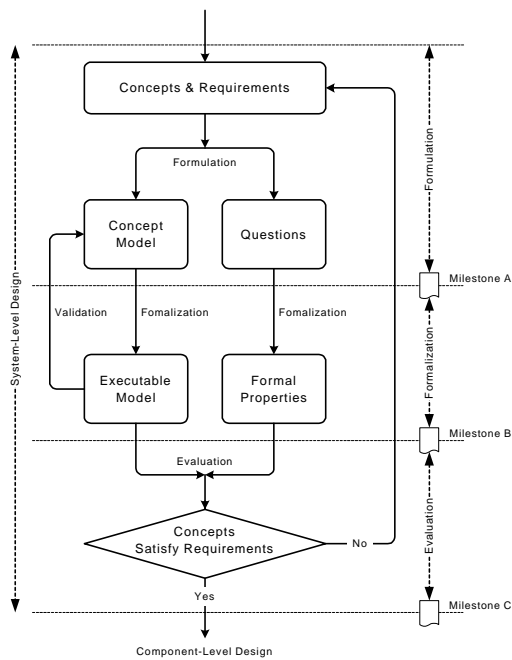 Concepts & Requirements
Formulation
Formulation
Concept
Model
Questions
Milestone A
System-Level Design
Validation
Fomalization
Fomalization
Formalization
Executable
Model
Formal
Properties
Milestone B
Evaluation
Concepts
Satisfy Requirements
No
Evaluation
Yes
Milestone C
Component-Level Design